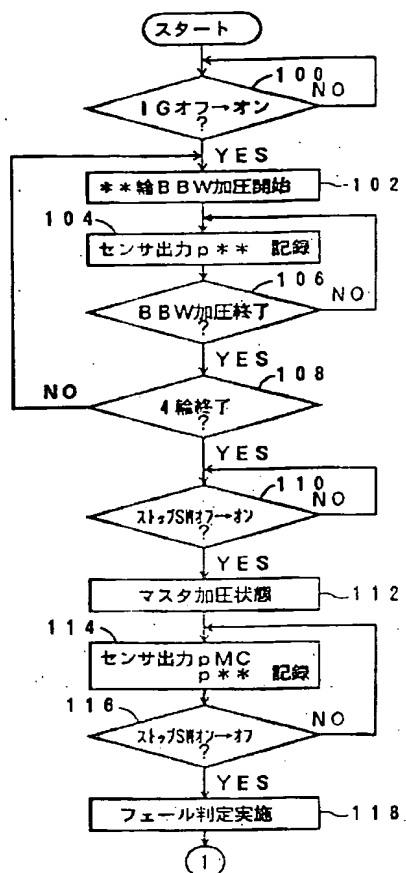 スタート
100
IGオフ→オン
?
NO
YES
**輪BBW加圧開始
102
104
センサ出力p** 記録
106
BBW加圧終了
?
NO
YES
108
4輪終了
?
NO
YES
110
ストップSWオフ→オン
?
NO
YES
マスタ加圧状態
112
114
センサ出力pMC
p** 記録
116
ストップSWオン→オフ
?
NO
YES
フェール判定実施
118
1